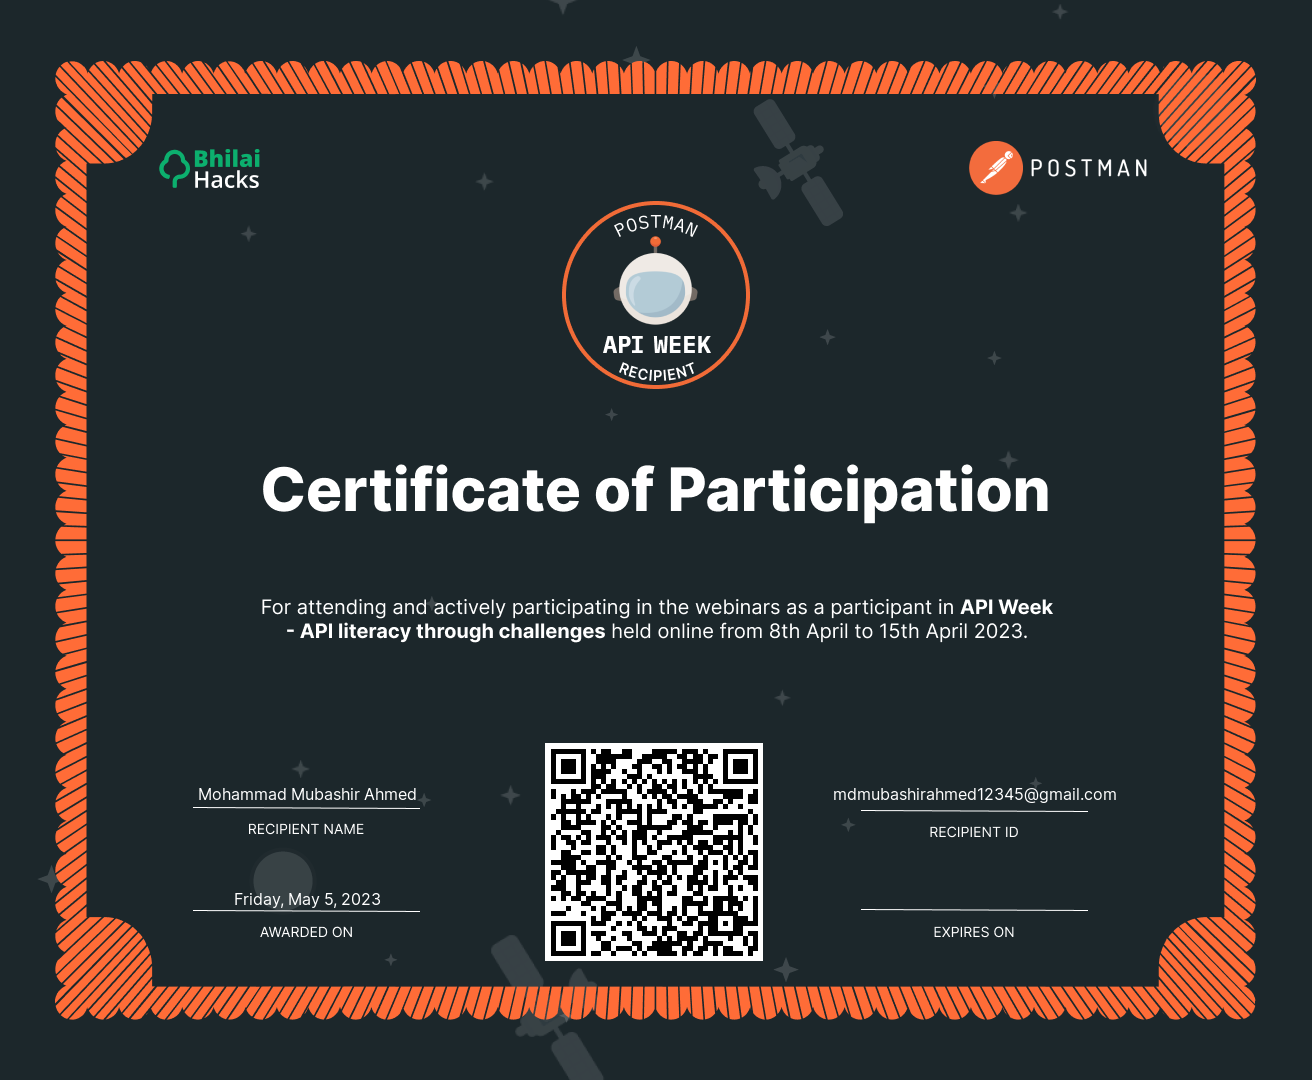 Bhilai
Hacks
POSTMAN
POSTMAN
API WEEK
RECIPIENT
Certificate of Participation
For attending and actively participating in the webinars as a participant in API Week
- API literacy through challenges held online from 8th April to 15th April 2023.
Mohammad Mubashir Ahmed
RECIPIENT NAME
mdmubashirahmed12345@gmail.com
RECIPIENT ID
Friday, May 5, 2023
AWARDED ON
EXPIRES ON